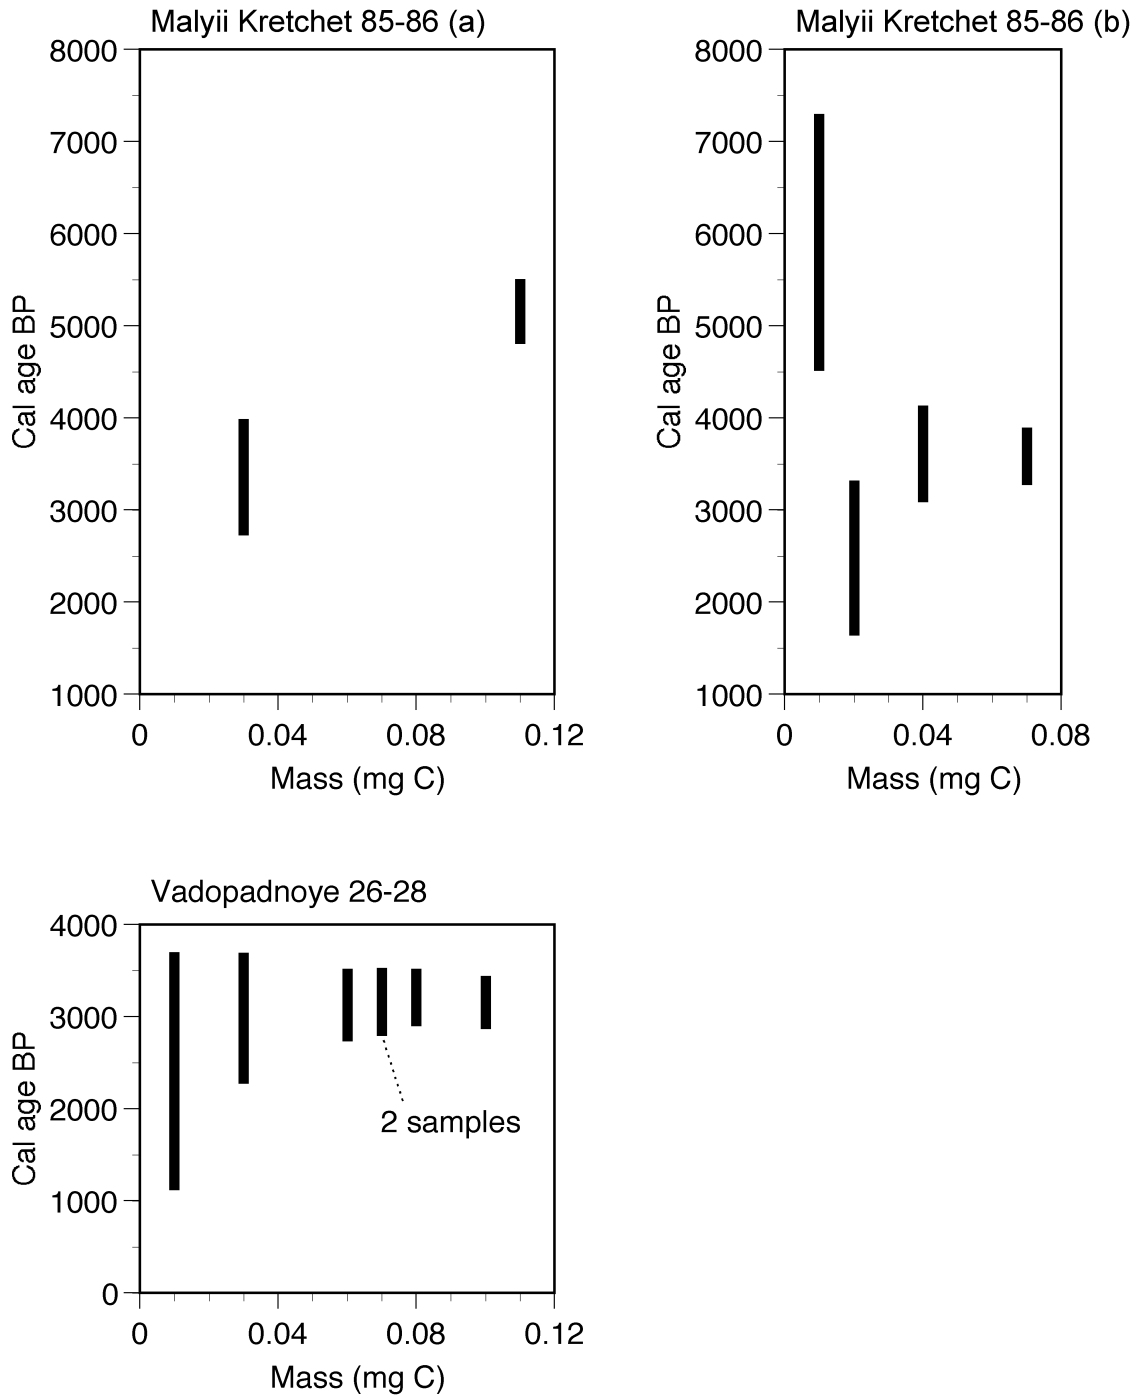 Malyii Kretchet 85-86 (a)
8000
7000
6000
5000
4000
3000
2000
1000
Cal age BP
0 0.04 0.08 0.12
Mass (mg C)
Malyii Kretchet 85-86 (b)
8000
7000
6000
5000
4000
3000
2000
1000
Cal age BP
0 0.04 0.08
Mass (mg C)
Vadopadnoye 26-28
4000
3000
2000
1000
0
Cal age BP
2 samples
0 0.04 0.08 0.12
Mass (mg C)